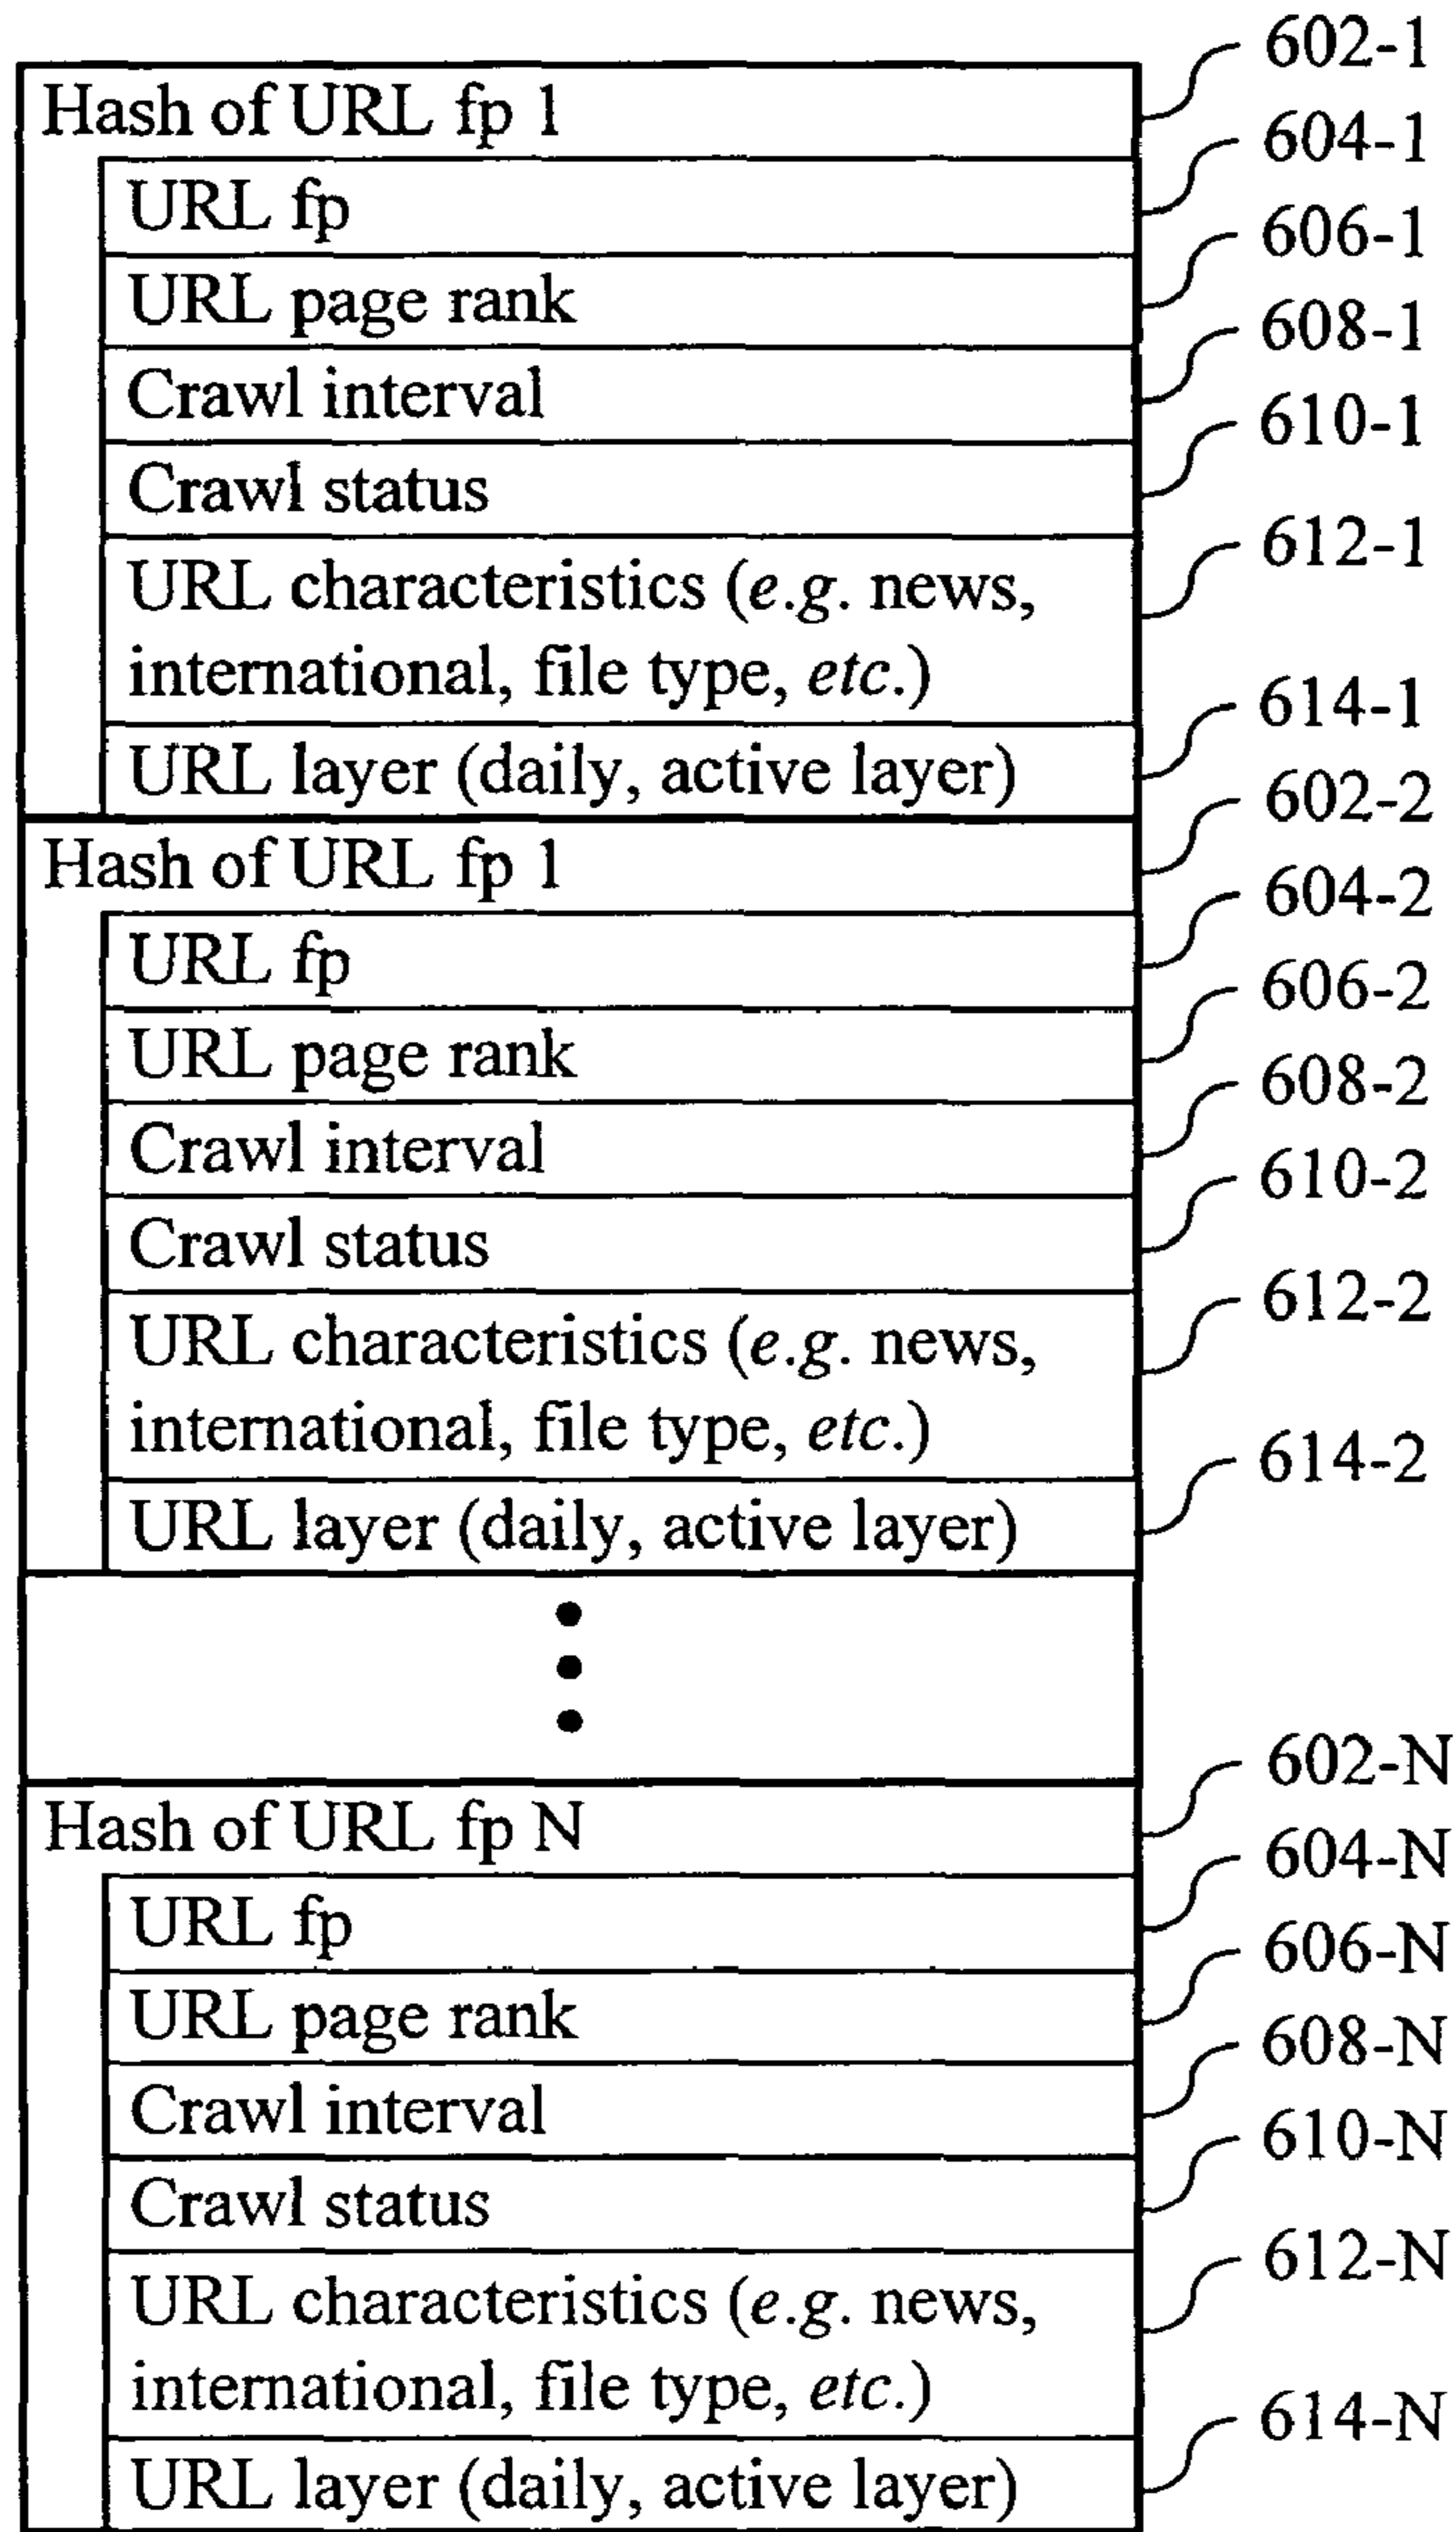 602-1
Hash of URL fp 1
604-1
URL fp
606-1
URL page rank
608-1
Crawl interval
610-1
Crawl status
612-1
URL characteristics (e.g. news,
international, file type, etc.)
614-1
URL layer (daily, active layer)
602-2
Hash of URL fp 1
604-2
URL fp
606-2
URL page rank
608-2
Crawl interval
610-2
Crawl status
612-2
URL characteristics (e.g. news,
international, file type, etc.)
614-2
URL layer (daily, active layer)
602-N
Hash of URL fp N
604-N
URL fp
606-N
URL page rank
608-N
Crawl interval
610-N
Crawl status
612-N
URL characteristics (e.g. news,
international, file type, etc.)
614-N
URL layer (daily, active layer)